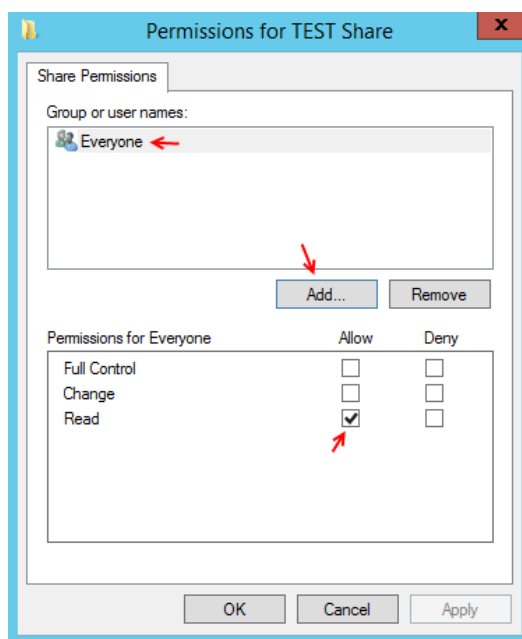 Permissions for TEST Share
x
Share Permissions
Group or user names:
Everyone
Add... Remove
Permissions for Everyone Allow Deny
Full Control
Change
Read
OK Cancel Apply